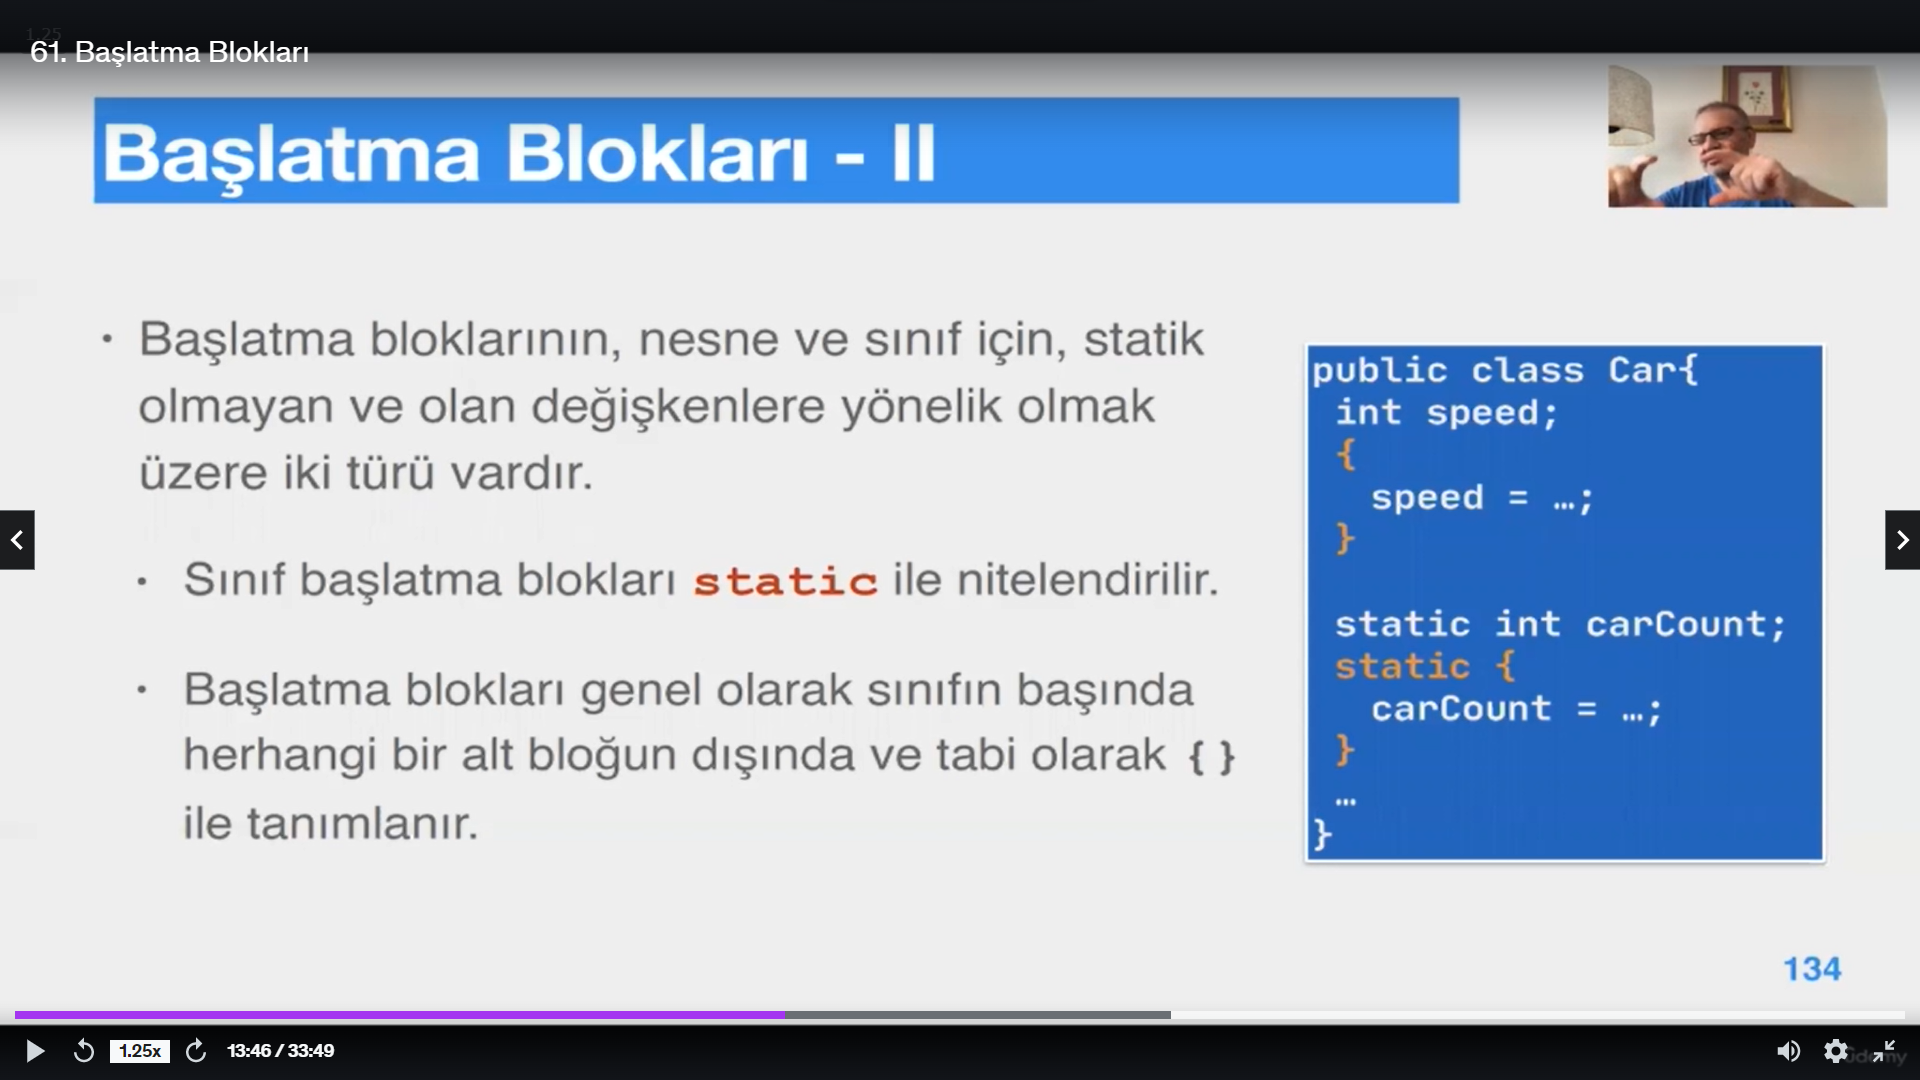 1.25
61. Başlatma Blokları
Başlatma Blokları - II
• Başlatma bloklarının, nesne ve sınıf için, statik
olmayan ve olan değişkenlere yönelik olmak
üzere iki türü vardır.
• Sınıf başlatma blokları static ile nitelendirilir.
• Başlatma blokları genel olarak sınıfın başında
herhangi bir alt bloğun dışında ve tabi olarak {}
ile tanımlanır.
public class Car{
int speed;
{
speed = …;
}
static int carCount;
static {
carCount = …;
}
…
}
134
1.25x
13:46 / 33:49
ûdemy